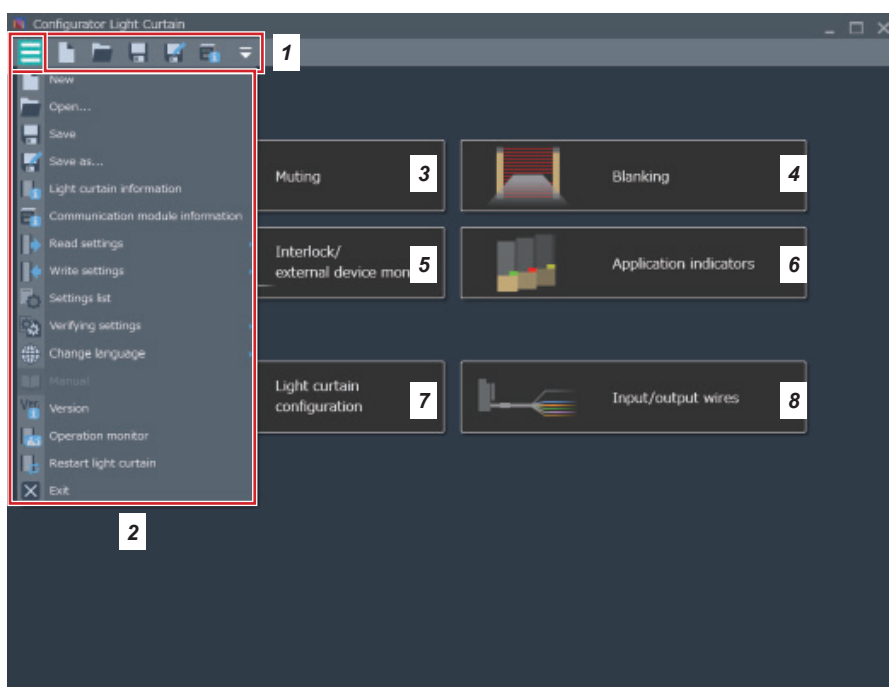 Configurator Light Curtain
1
New
Open...
Save
Save as...
Light curtain information
Communication module information
Read settings
Write settings
Settings list
Verifying settings
Change language
Manual
Ver.
Version
Operation monitor
Restart light curtain
Exit
2
Muting
3
Blanking
4
Interlock/
external device mon
5
Application indicators
6
Light curtain
configuration
7
Input/output wires
8